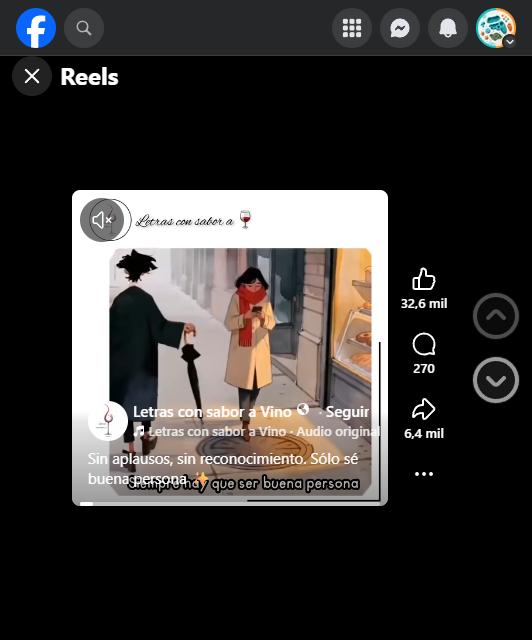 Reels
Letras con sabor a
32,6 mil
270
6,4 mil
Letras con sabor a Vino · Seguir
Letras con sabor a Vino · Audio original
Sin aplausos, sin reconocimiento. Sólo sé
buena persona ✨
Siempre hay que ser buena persona